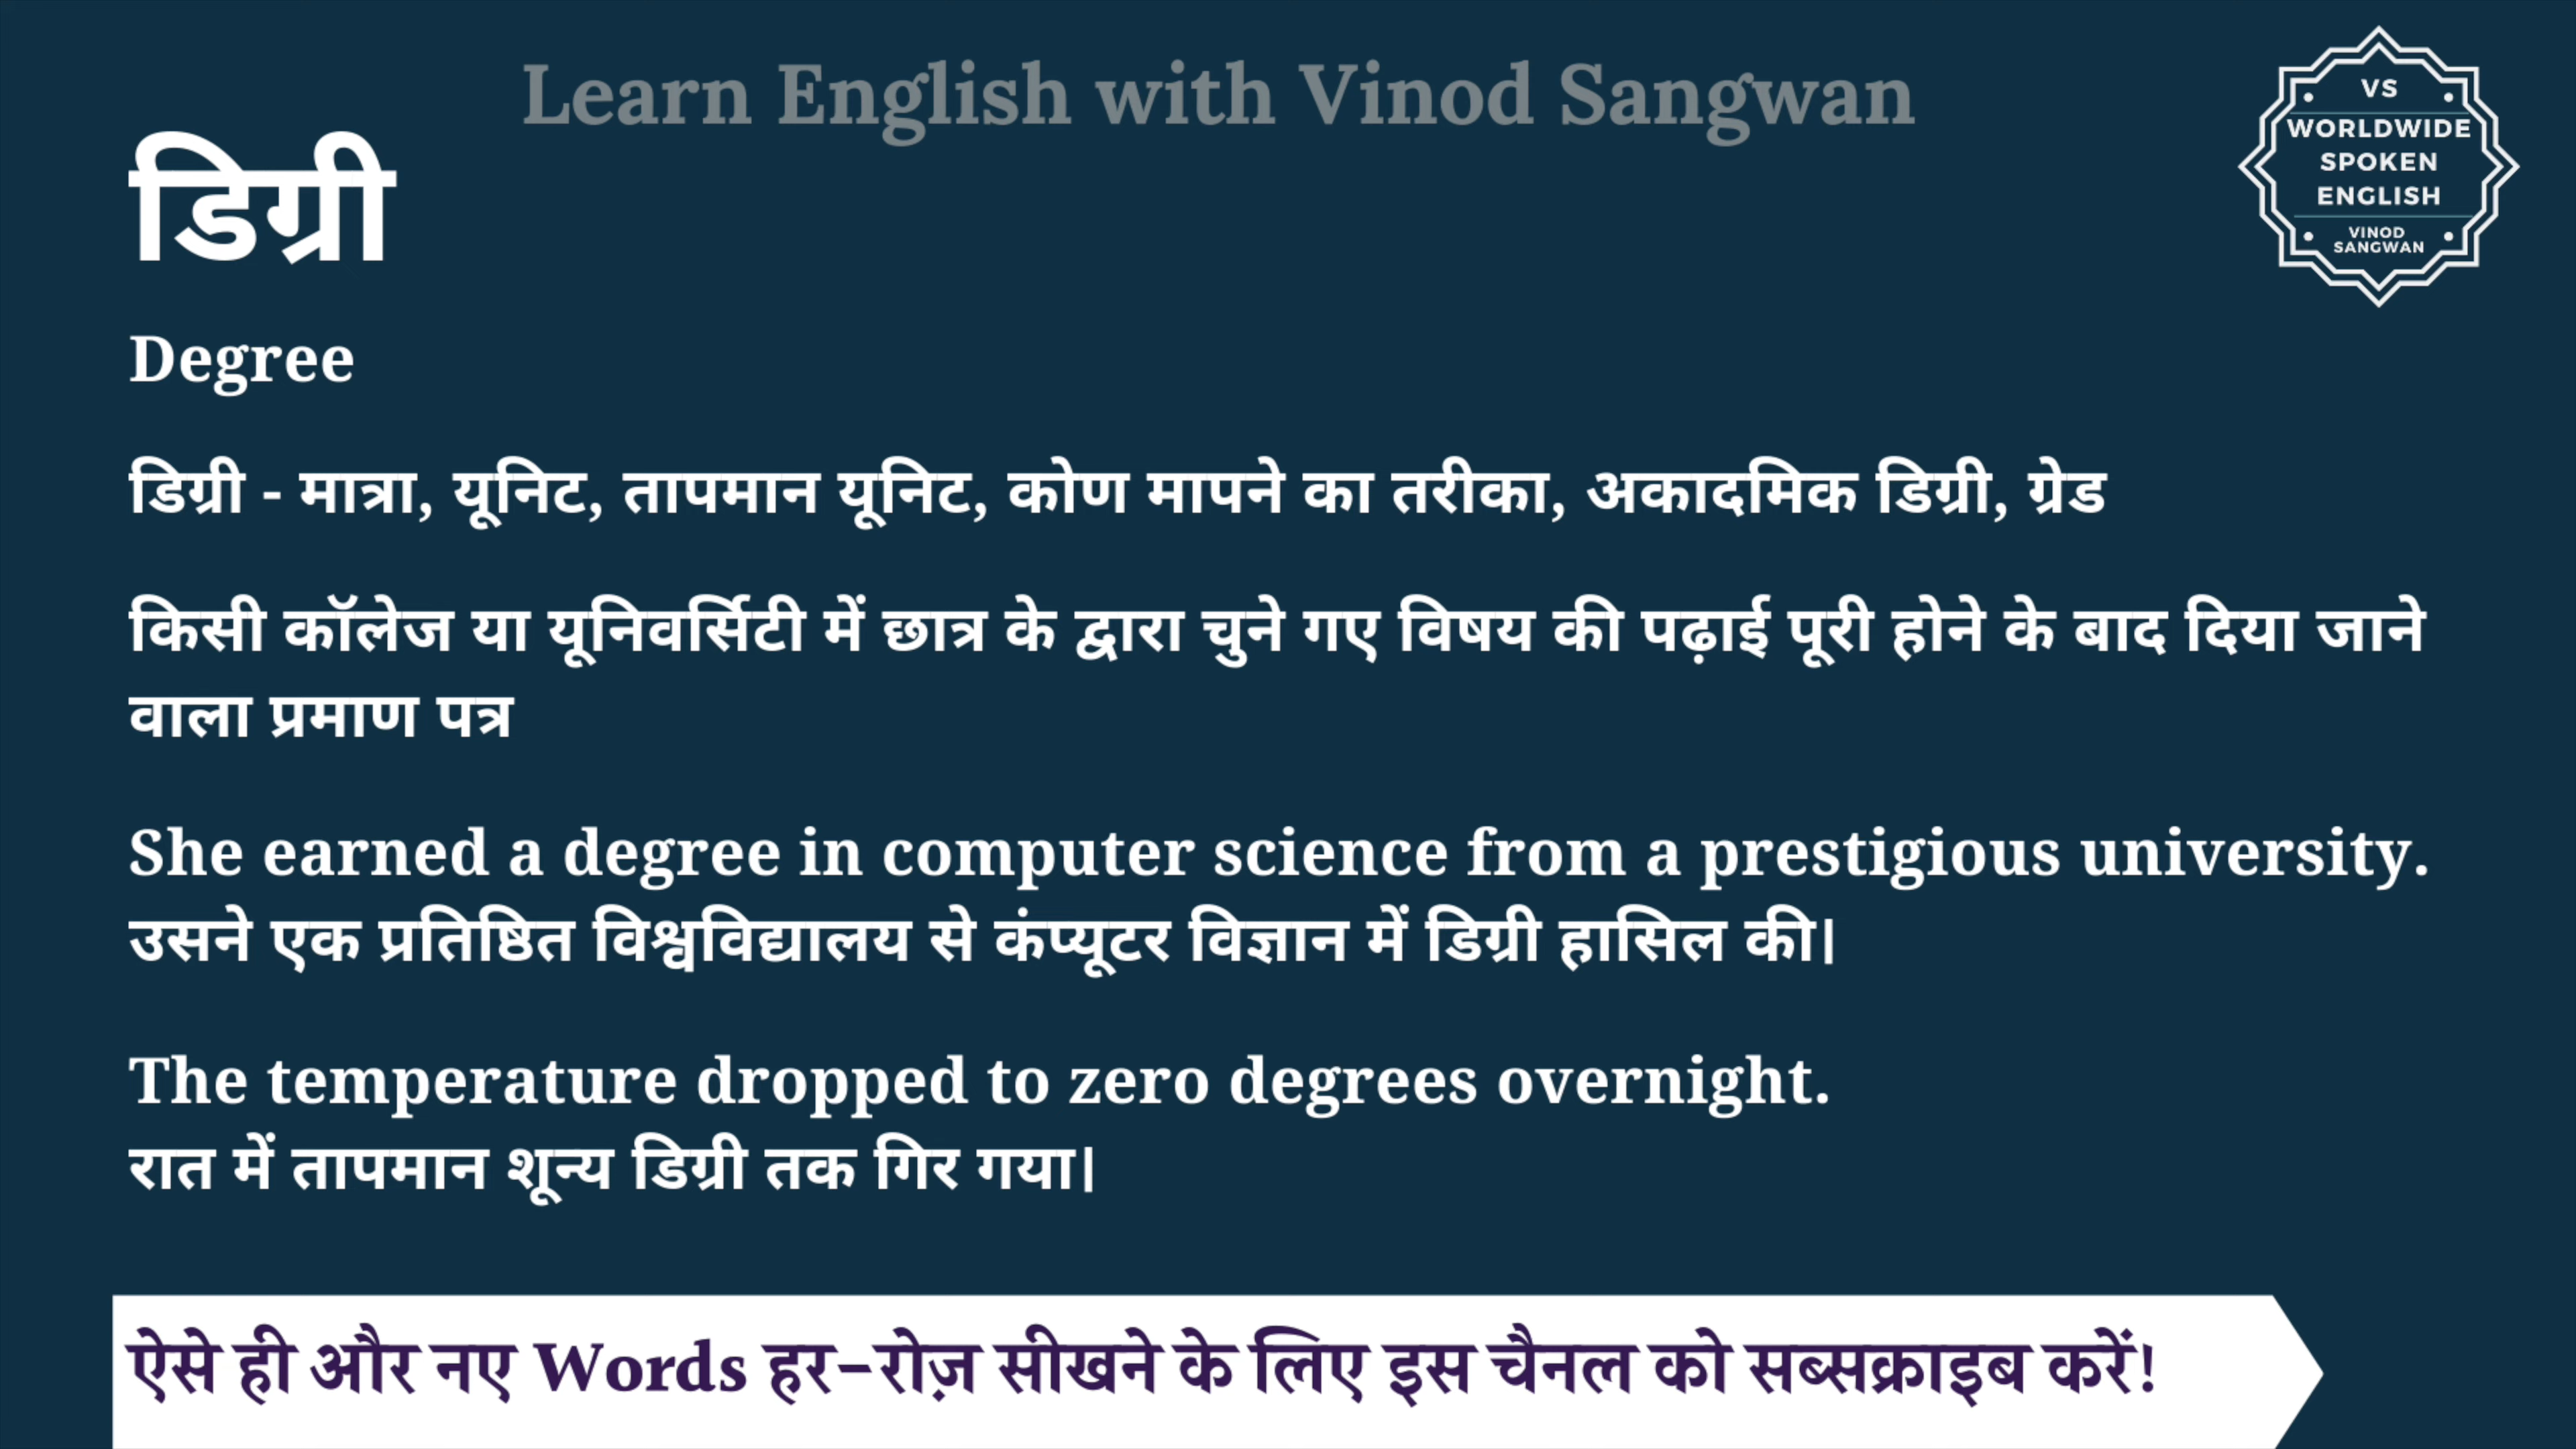 Learn English with Vinod Sangwan
VS
WORLDWIDE
SPOKEN
ENGLISH
VINOD
SANGWAN
डिग्री
Degree
डिग्री - मात्रा, यूनिट, तापमान यूनिट, कोण मापने का तरीका, अकादमिक डिग्री, ग्रेड
किसी कॉलेज या यूनिवर्सिटी में छात्र के द्वारा चुने गए विषय की पढ़ाई पूरी होने के बाद दिया जाने
वाला प्रमाण पत्र
She earned a degree in computer science from a prestigious university.
उसने एक प्रतिष्ठित विश्वविद्यालय से कंप्यूटर विज्ञान में डिग्री हासिल की।
The temperature dropped to zero degrees overnight.
रात में तापमान शून्य डिग्री तक गिर गया।
ऐसे ही और नए Words हर-रोज़ सीखने के लिए इस चैनल को सब्सक्राइब करें!